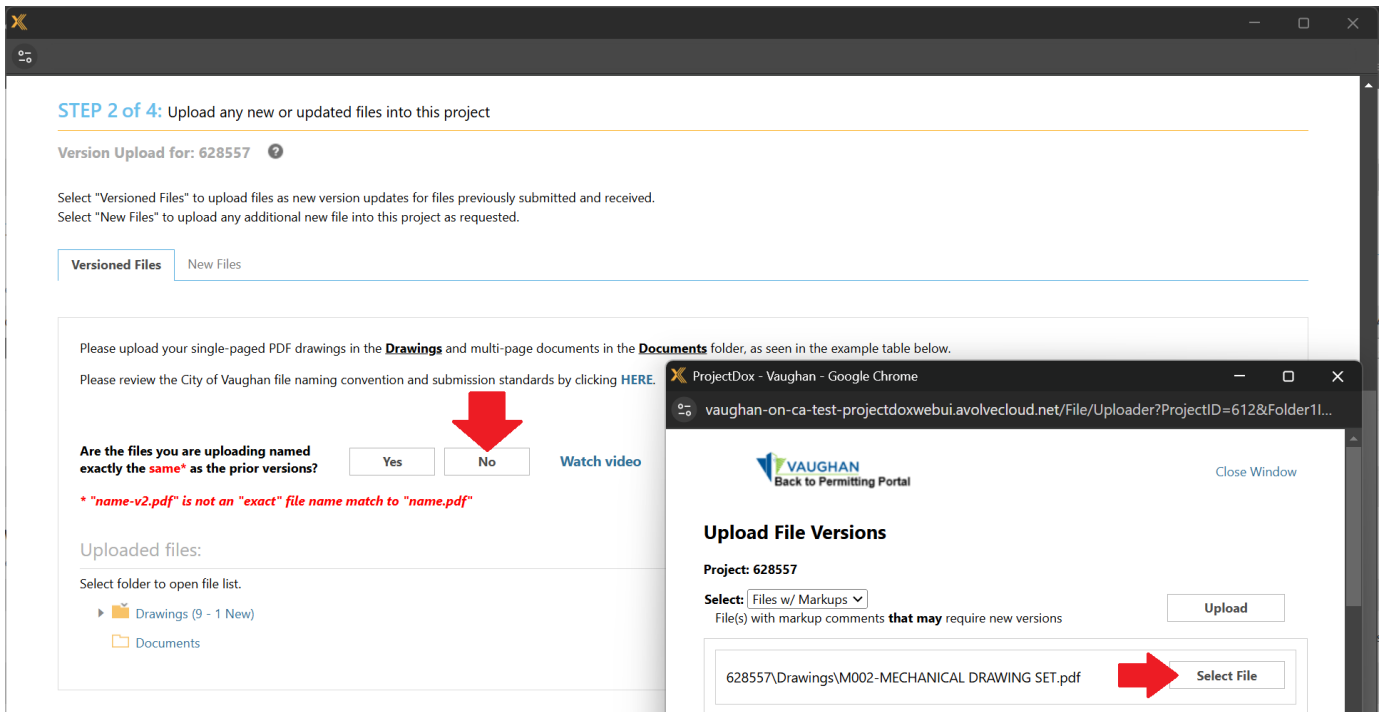 STEP 2 of 4: Upload any new or updated files into this project
Version Upload for: 628557 ?
Select "Versioned Files" to upload files as new version updates for files previously submitted and received.
Select "New Files" to upload any additional new file into this project as requested.
Versioned Files New Files
Please upload your single-paged PDF drawings in the Drawings and multi-page documents in the Documents folder, as seen in the example table below.
Please review the City of Vaughan file naming convention and submission standards by clicking HERE.
Are the files you are uploading named
exactly the same* as the prior versions?
Yes No Watch video
* "name-v2.pdf" is not an "exact" file name match to "name.pdf"
Uploaded files:
Select folder to open file list.
Drawings (9 - 1 New)
Documents
ProjectDox - Vaughan - Google Chrome
vaughan-on-ca-test-projectdoxwebui.avolvecloud.net/File/Uploader?ProjectID=612&Folder1I...
VAUGHAN
Back to Permitting Portal
Close Window
Upload File Versions
Project: 628557
Select: Files w/ Markups
File(s) with markup comments that may require new versions
Upload
628557\Drawings\M002-MECHANICAL DRAWING SET.pdf
Select File